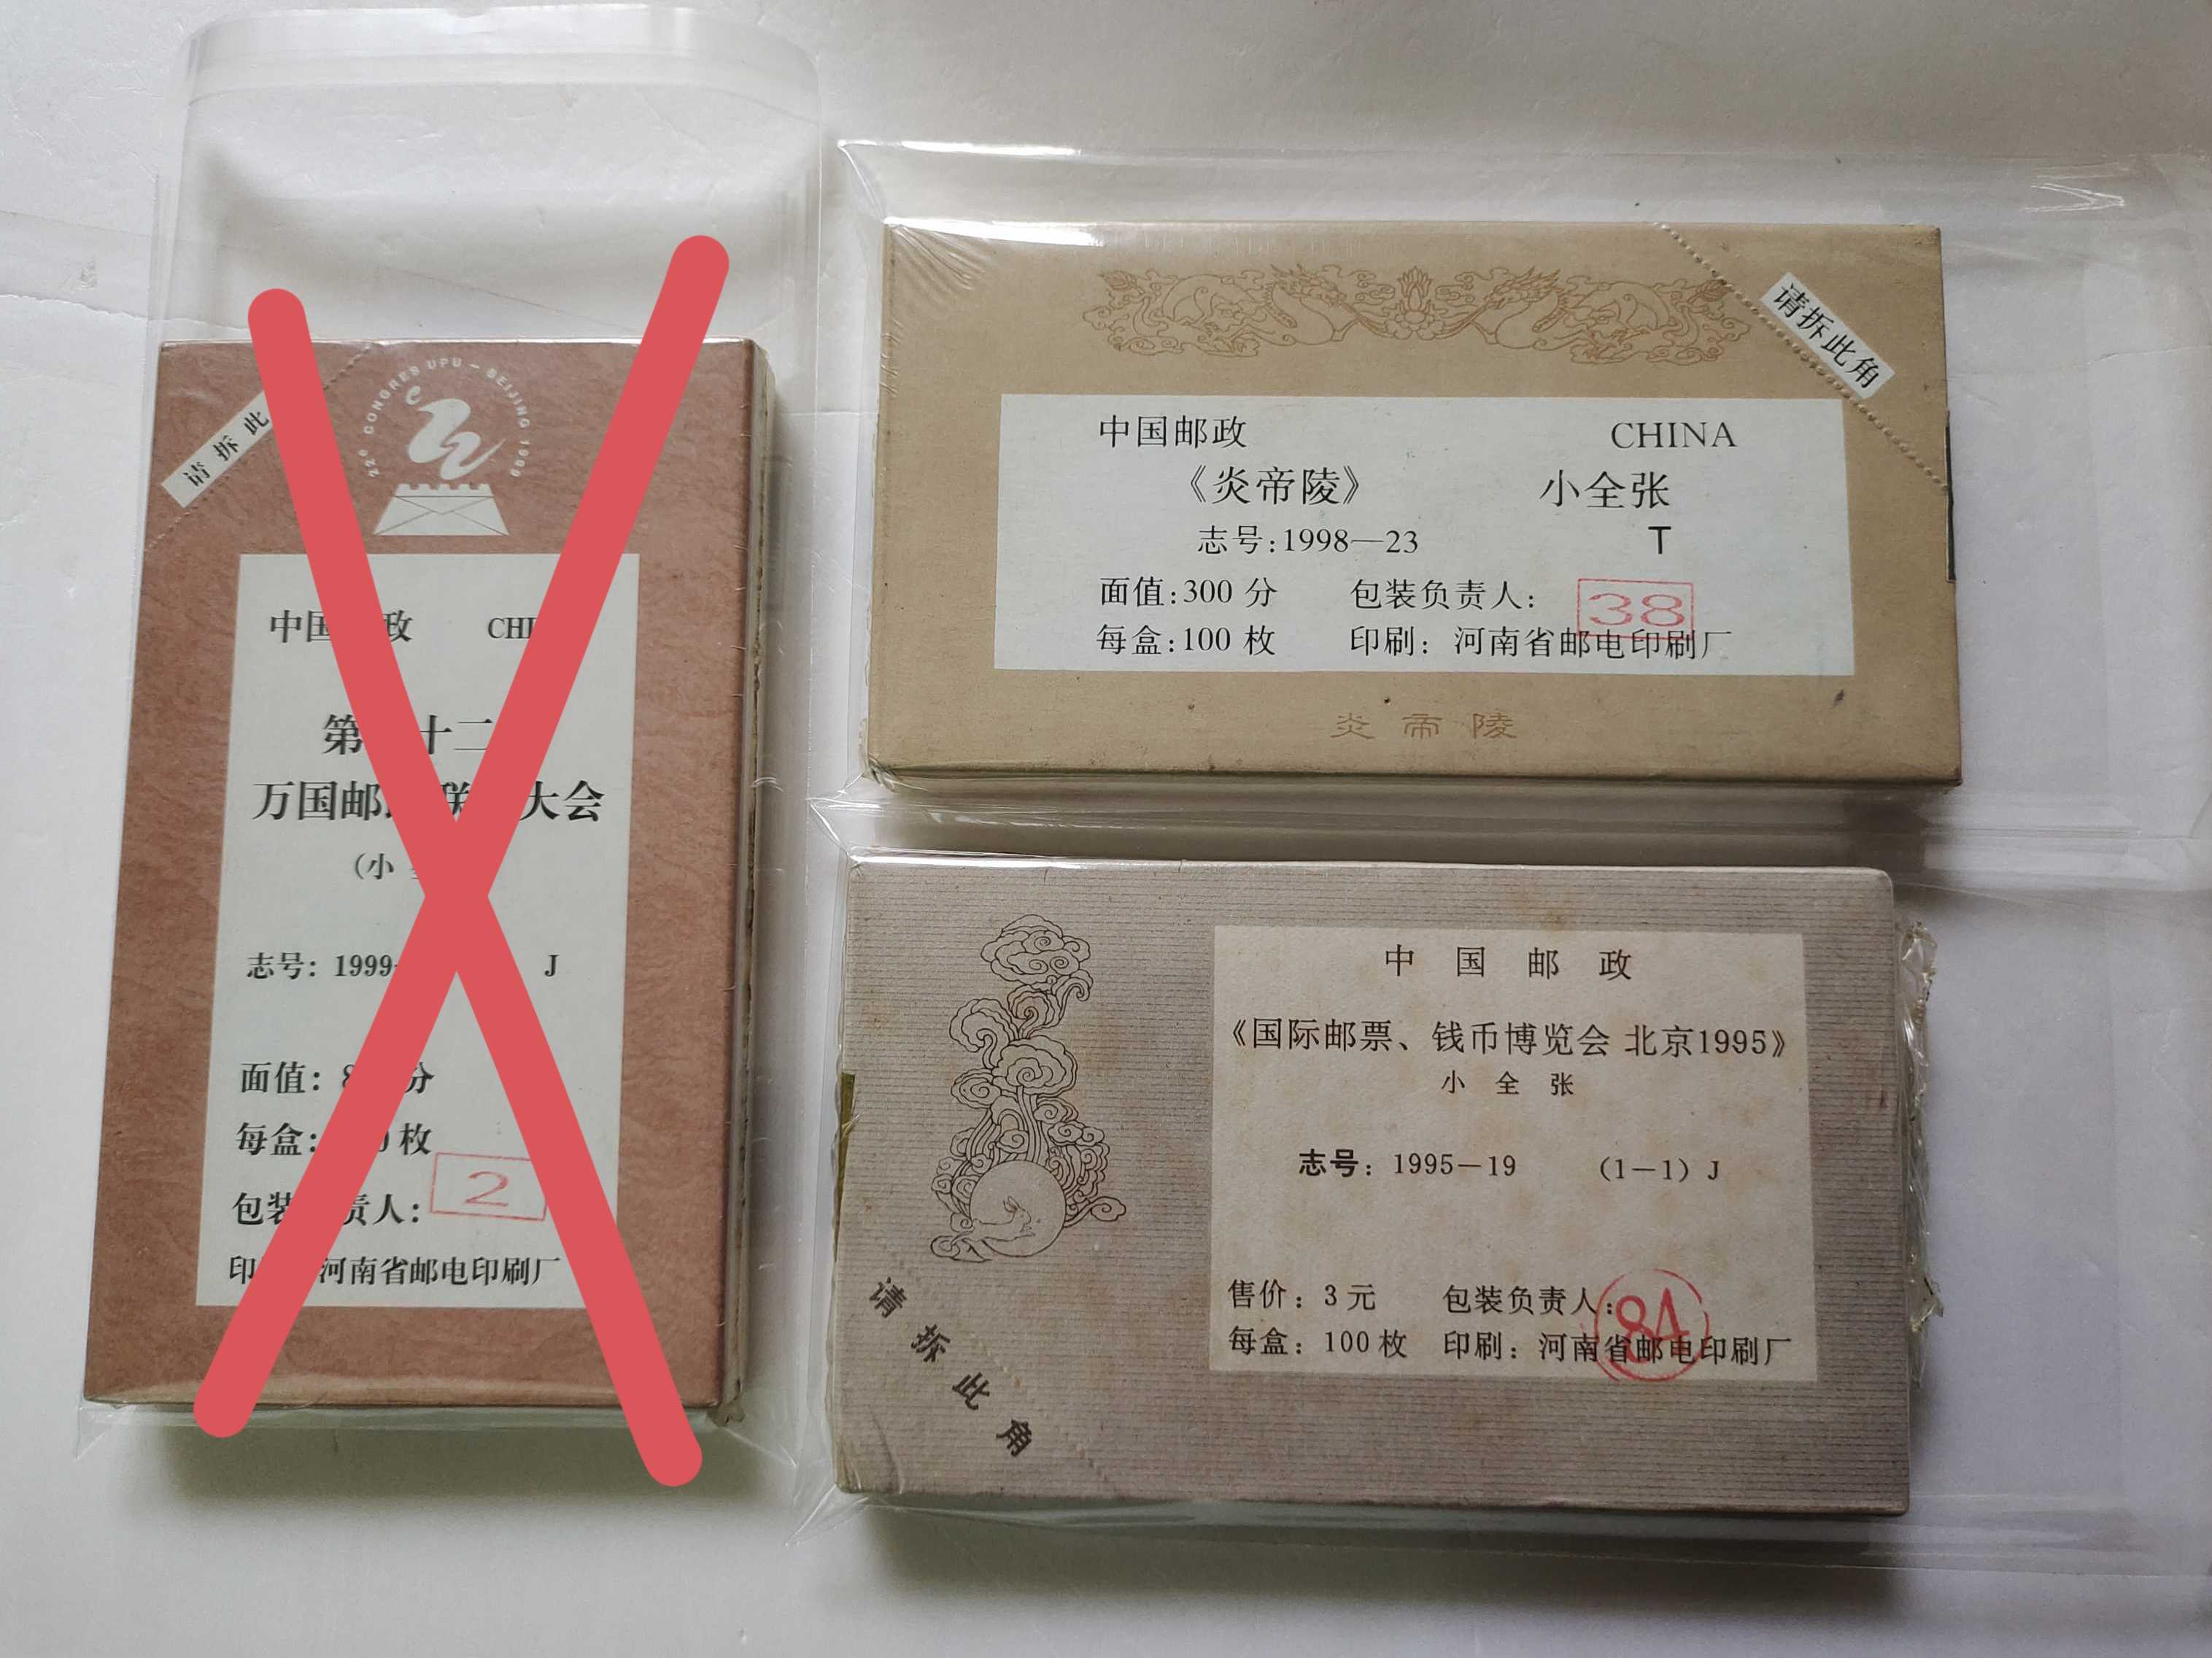 请拆此
22e CONGRES UPU - BEIJING 1999
中国 政 CHI
第 十二
万国邮 联 大会
(小
志号: 1999- J
面值: 分
每盒: 枚
包装 责人: 2
印 河南省邮电印刷厂
请拆此角
中国邮政 CHINA
《炎帝陵》 小全张
志号:1998—23 T
面值:300 分 包装负责人: 38
每盒:100 枚 印刷: 河南省邮电印刷厂
炎帝陵
中国邮政
《国际邮票、钱币博览会 北京1995》
小全张
志号: 1995－19 (1－1) J
售价: 3元 包装负责人: 84
每盒: 100枚 印刷: 河南省邮电印刷厂
请拆此角